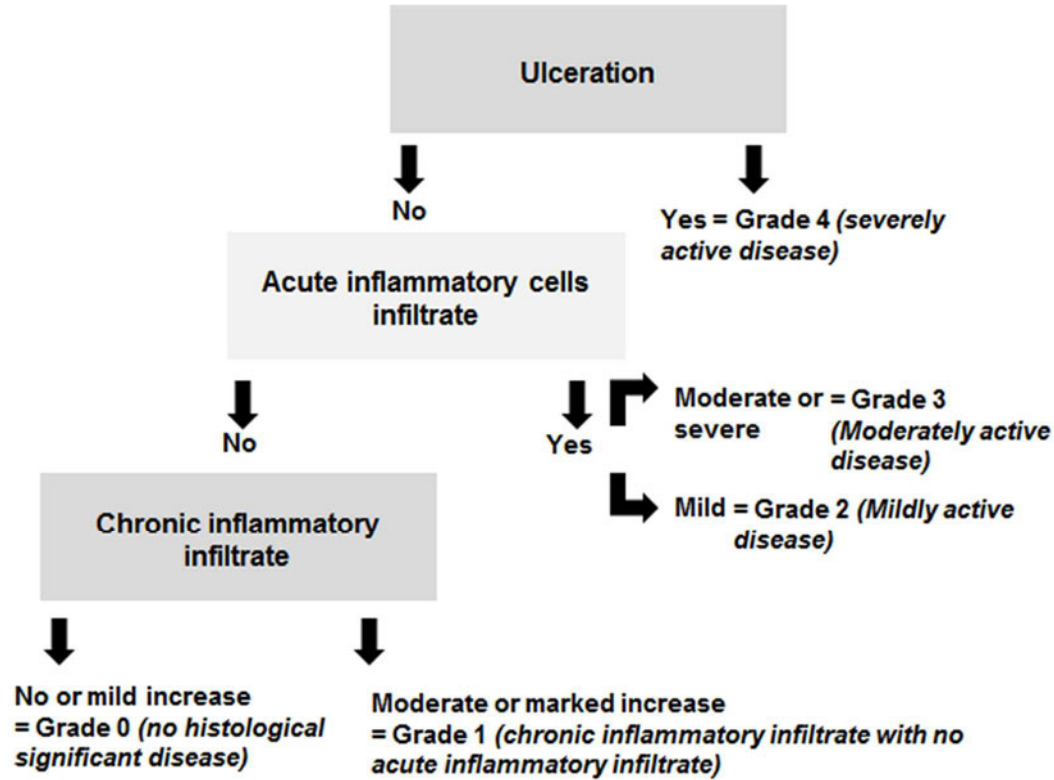 Ulceration
No
Yes = Grade 4 (severely
active disease)
Acute inflammatory cells
infiltrate
No
Yes
Moderate or = Grade 3
severe (Moderately active
disease)
Mild = Grade 2 (Mildly active
disease)
Chronic inflammatory
infiltrate
No or mild increase
= Grade 0 (no histological
significant disease)
Moderate or marked increase
= Grade 1 (chronic inflammatory infiltrate with no
acute inflammatory infiltrate)